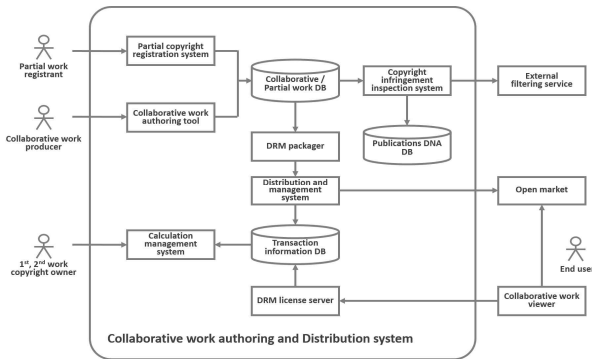 Partial work
registrant
Partial copyright
registration system
Collaborative work
producer
Collaborative work
authoring tool
Collaborative /
Partial work DB
Copyright
infringement
inspection system
External
filtering service
Publications DNA
DB
DRM packager
Distribution and
management
system
Open market
1st, 2nd work
copyright owner
Calculation
management
system
Transaction
information DB
End user
DRM license server
Collaborative work
viewer
Collaborative work authoring and Distribution system